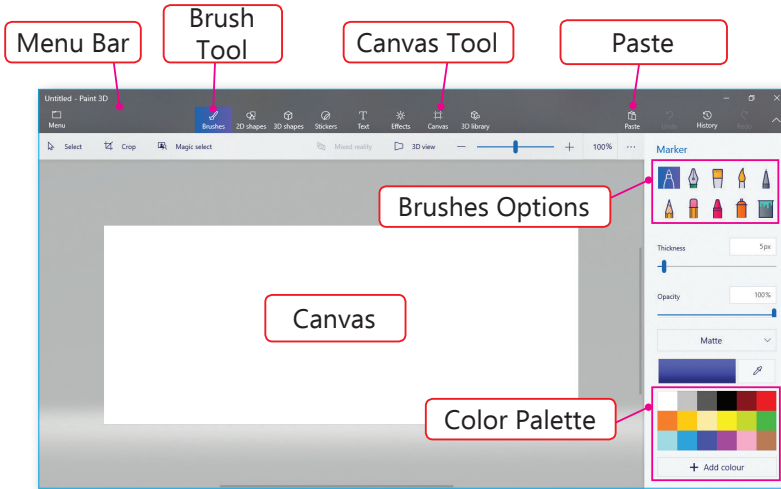 Menu Bar
Brush
Tool
Canvas Tool
Paste
Untitled - Paint 3D
Menu
Brushes
2D shapes
3D shapes
Stickers
Text
Effects
Canvas
3D library
Paste
Undo
History
Redo
Select
Crop
Magic select
Mixed reality
3D view
100%
Marker
Brushes Options
Thickness
5px
Opacity
100%
Matte
Canvas
Color Palette
+ Add colour